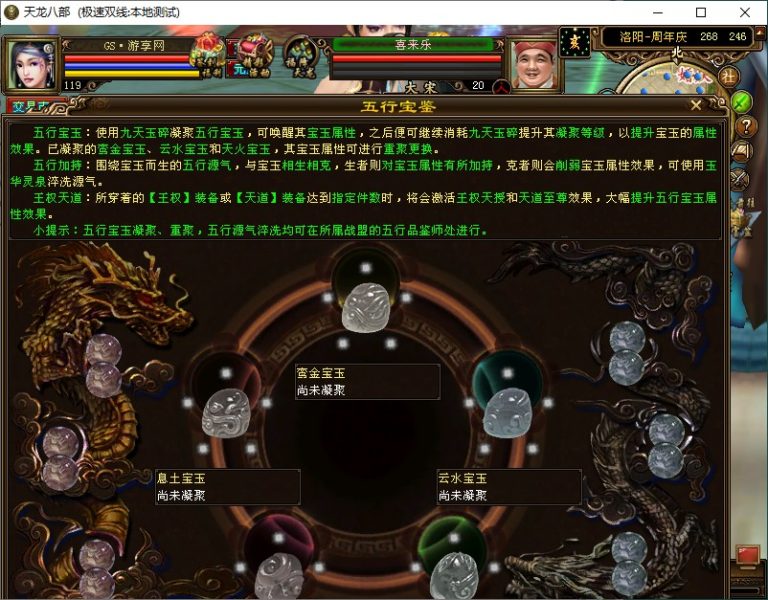 天龙八部 (极速双线:本地测试)
GS·游享网
喜来乐
洛阳-周年庆 268 246
北
119
大宋
20
五行宝鉴
五行宝玉：使用九天玉碎凝聚五行宝玉，可唤醒其宝玉属性，之后便可继续消耗九天玉碎提升其凝聚等级，以提升宝玉的属性
效果。已凝聚的峦金宝玉、云水宝玉和天火宝玉，其宝玉属性可进行重聚更换。
五行加持：围绕宝玉而生的五行源气，与宝玉相生相克，生者则对宝玉属性有所加持，克者则会削弱宝玉属性效果，可使用玉
华灵泉淬洗源气。
王权天道：所穿着的【王权】装备或【天道】装备达到指定件数时，将会激活王权天授和天道至尊效果，大幅提升五行宝玉属
性效果。
小提示：五行宝玉凝聚、重聚，五行源气淬洗均可在所属战盟的五行品鉴师处进行。
峦金宝玉
尚未凝聚
息土宝玉
尚未凝聚
云水宝玉
尚未凝聚